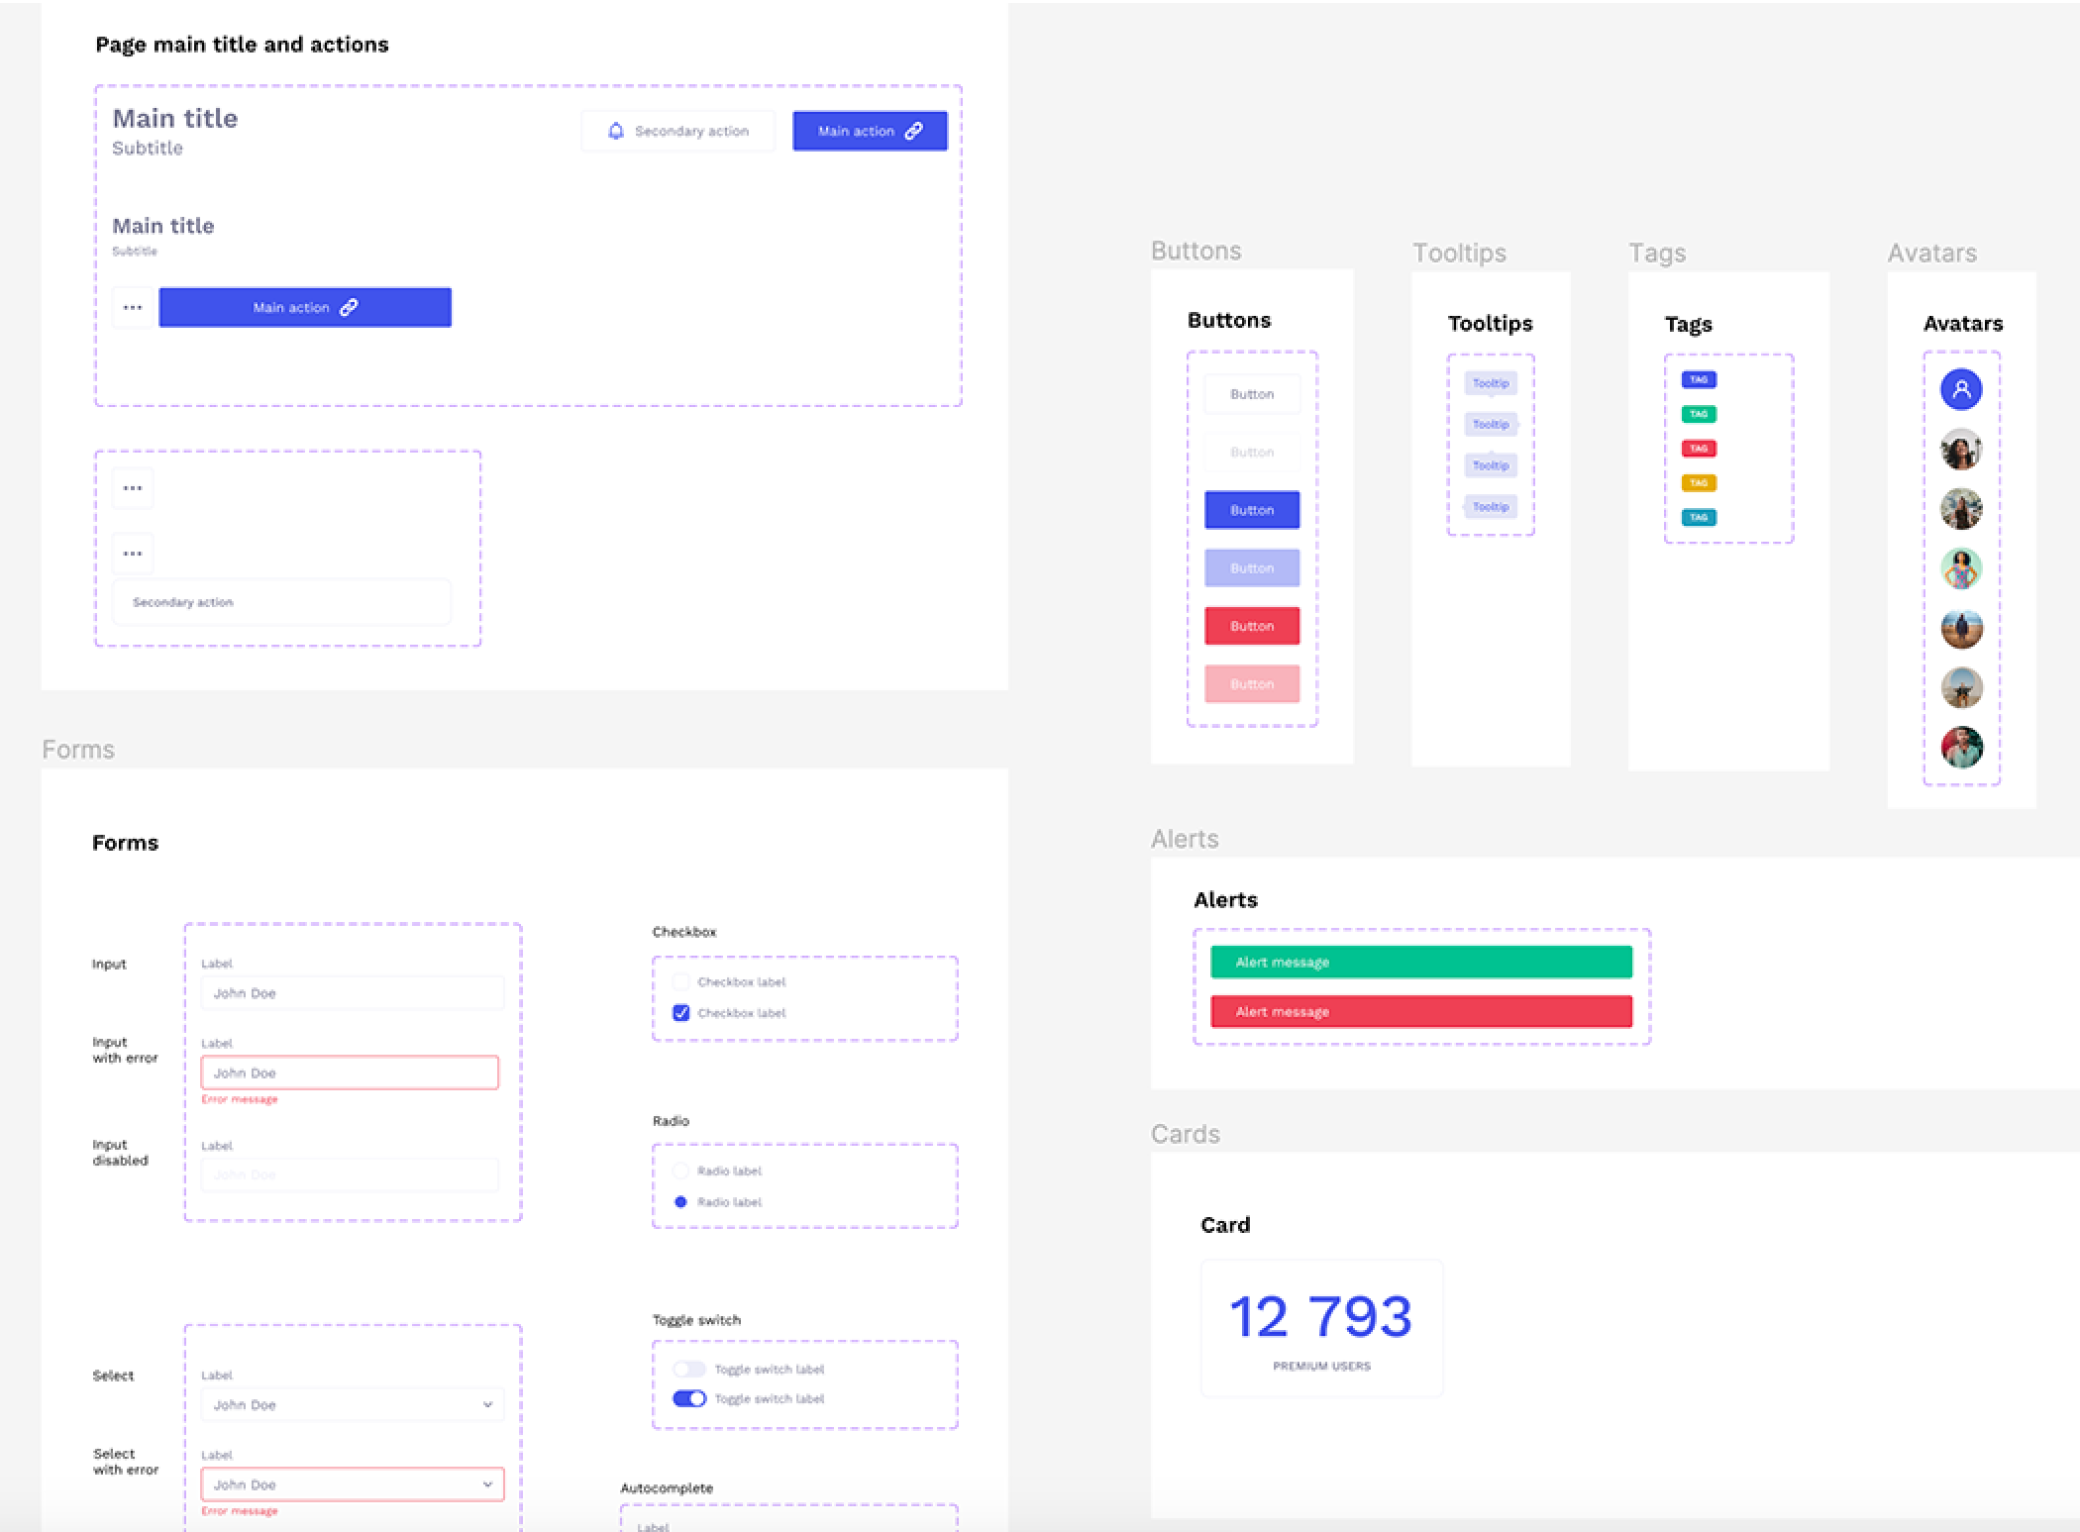 Page main title and actions
Main title
Subtitle
Secondary action
Main action
Main title
Subtitle
Main action
Secondary action
Forms
Forms
Input
Label
John Doe
Input
with error
Label
John Doe
Error message
Input
disabled
Label
John Doe
Select
Label
John Doe
Select
with error
Label
John Doe
Error message
Checkbox
Checkbox label
Checkbox label
Radio
Radio label
Radio label
Toggle switch
Toggle switch label
Toggle switch label
Autocomplete
Label
Buttons
Buttons
Button
Button
Button
Button
Button
Button
Tooltips
Tooltips
Tooltip
Tooltip
Tooltip
Tooltip
Tags
Tags
TAG
TAG
TAG
TAG
TAG
Avatars
Avatars
Alerts
Alerts
Alert message
Alert message
Cards
Card
12 793
PREMIUM USERS